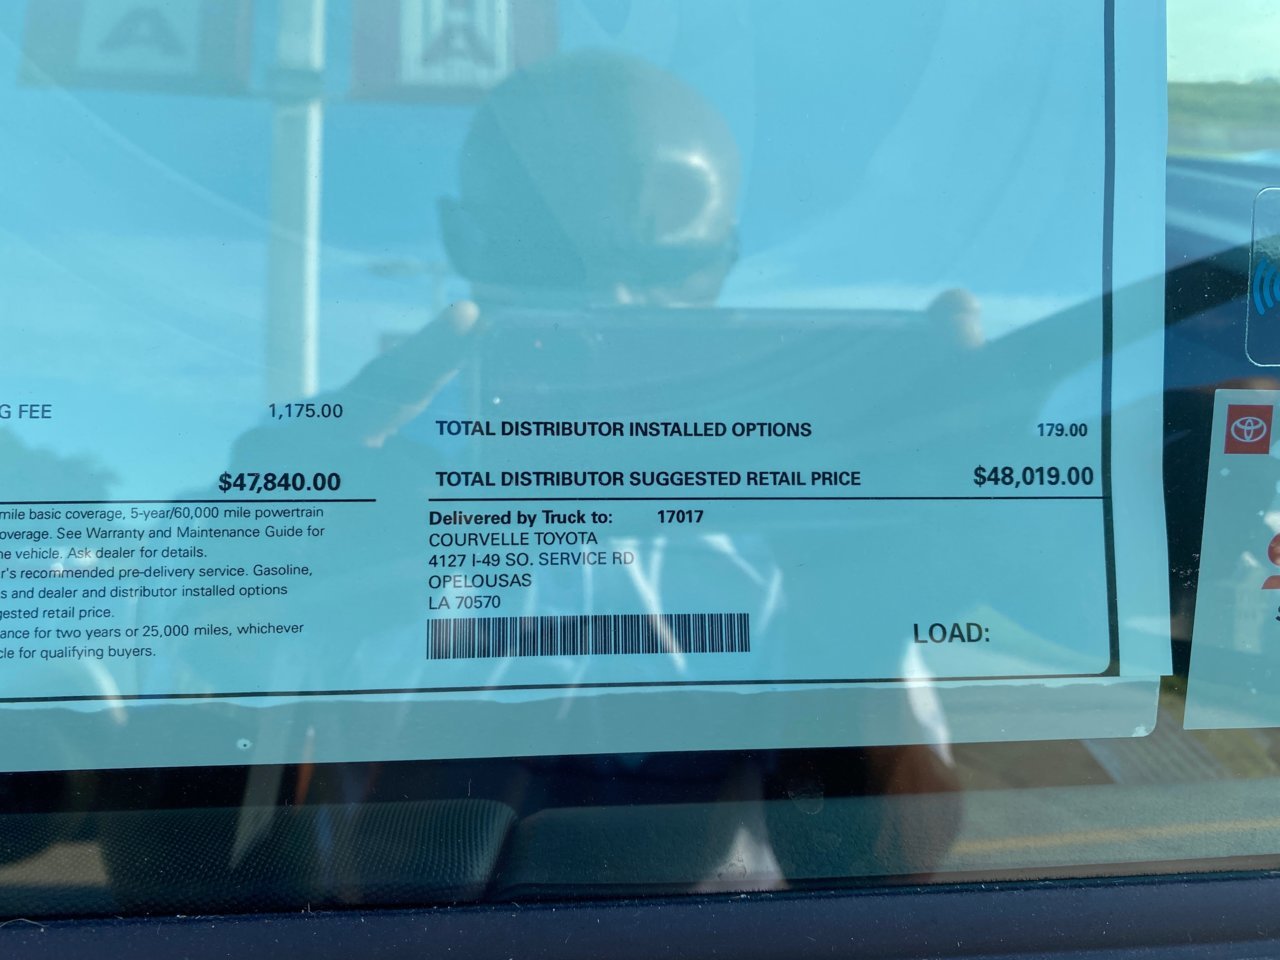 G FEE 1,175.00
$47,840.00
mile basic coverage, 5-year/60,000 mile powertrain
overage. See Warranty and Maintenance Guide for
ne vehicle. Ask dealer for details.
r's recommended pre-delivery service. Gasoline,
s and dealer and distributor installed options
gested retail price.
ance for two years or 25,000 miles, whichever
cle for qualifying buyers.
TOTAL DISTRIBUTOR INSTALLED OPTIONS 179.00
TOTAL DISTRIBUTOR SUGGESTED RETAIL PRICE $48,019.00
Delivered by Truck to: 17017
COURVELLE TOYOTA
4127 I-49 SO. SERVICE RD
OPELOUSAS
LA 70570
LOAD: